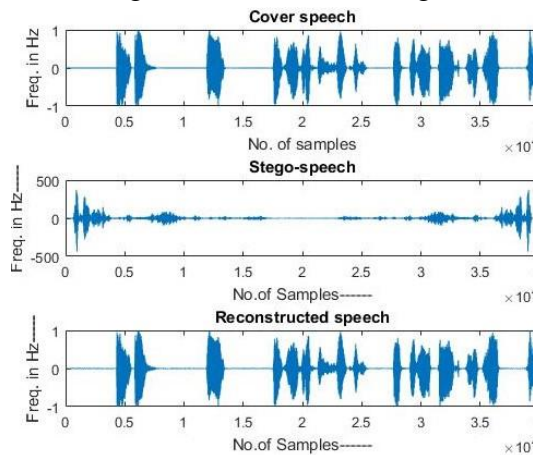 Cover speech
Freq. in Hz
1
0
-1
0 0.5 1 1.5 2 2.5 3 3.5
No. of samples
Stego-speech
Freq. in Hz-----
500
0
-500
0 0.5 1 1.5 2 2.5 3 3.5
No.of Samples------
Reconstructed speech
Freq. in Hz-----
1
0
-1
0 0.5 1 1.5 2 2.5 3 3.5
No.of Samples------